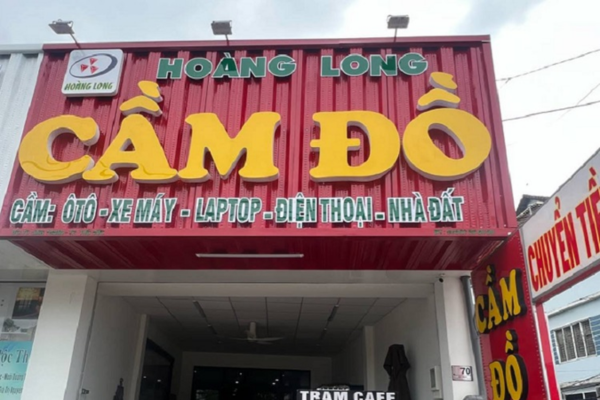 HOÀNG LONG
HOÀNG LONG
CẦM ĐỒ
CẦM: ÔTÔ - XE MÁY - LAPTOP - ĐIỆN THOẠI - NHÀ ĐẤT
CHUYỂN TIỀ
CẦM
ĐỒ
70
TRẠM CAFE